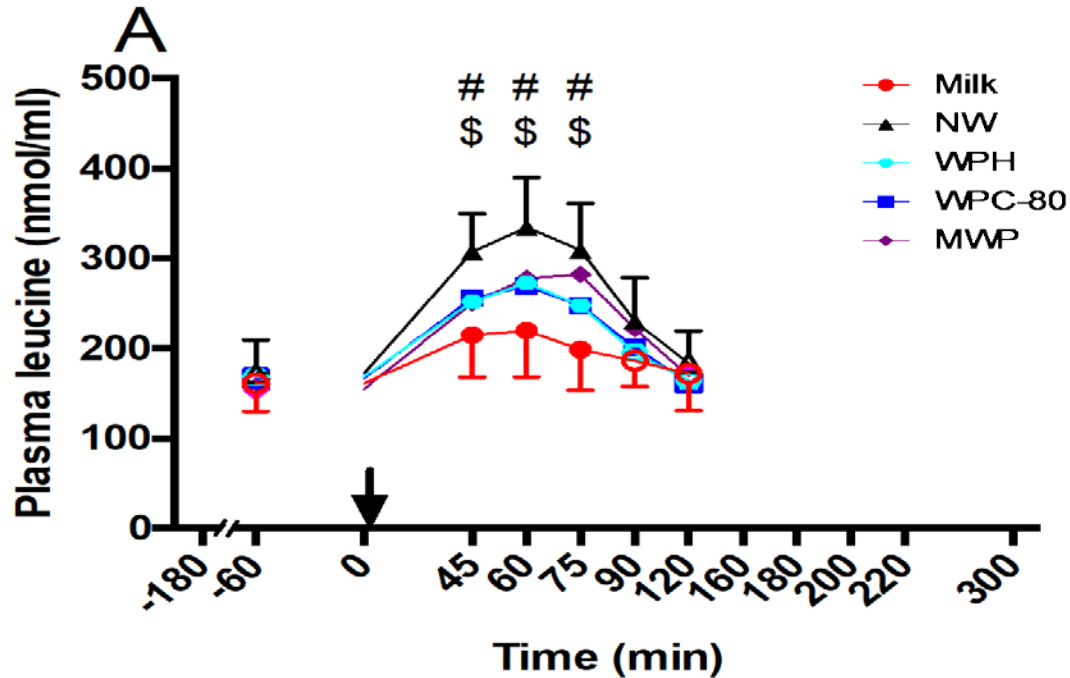 A
Plasma leucine (nmol/ml)
500
400
300
200
100
0
# # #
$ $ $
Milk
NW
WPH
WPC-80
MWP
-180 -60 0 45 60 75 90 120 160 180 200 220 300
Time (min)